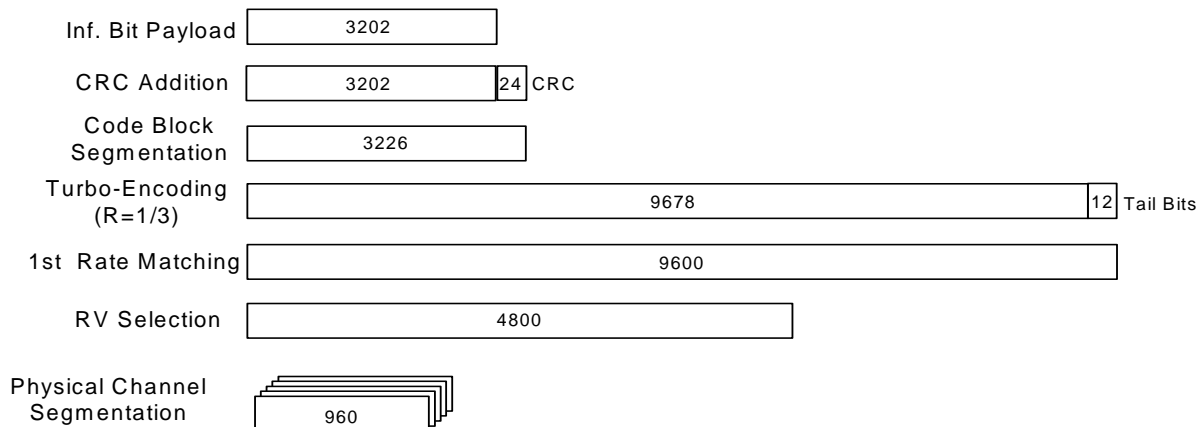 Inf. Bit Payload 3202
CRC Addition 3202 24 CRC
Code Block
Segmentation 3226
Turbo-Encoding
(R=1/3) 9678 12 Tail Bits
1st Rate Matching 9600
RV Selection 4800
Physical Channel
Segmentation 960